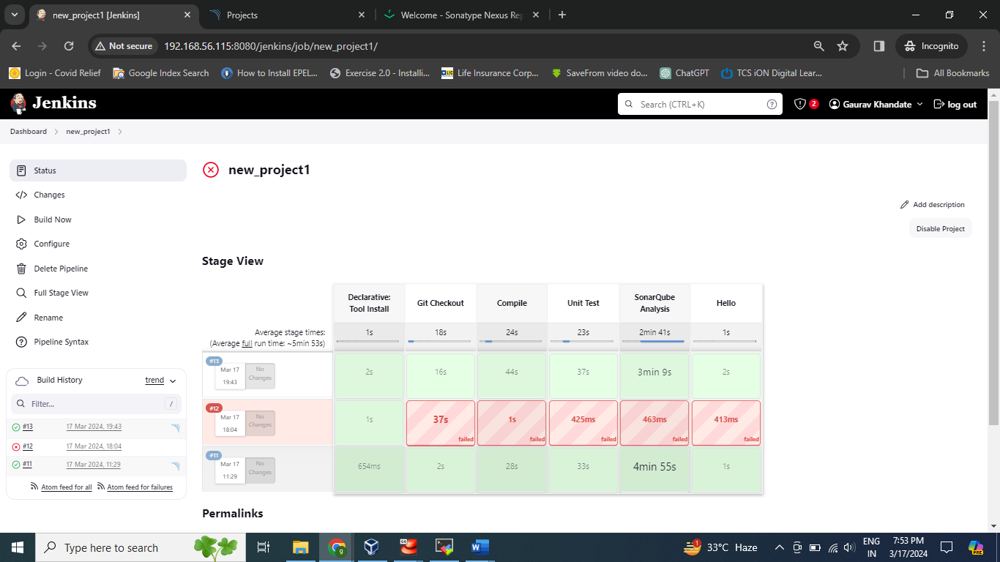 new_project1 [Jenkins]
Projects
Welcome - Sonatype Nexus Rep
Not secure
192.168.56.115:8080/jenkins/job/new_project1/
Incognito
Login - Covid Relief
Google Index Search
How to Install EPEL...
Exercise 2.0 - Installi...
Life Insurance Corp...
SaveFrom video do...
ChatGPT
TCS iON Digital Lear...
All Bookmarks
Jenkins
Search (CTRL+K)
?
2
Gaurav Khandate
log out
Dashboard
new_project1
Status
Changes
Build Now
Configure
Delete Pipeline
Full Stage View
Rename
Pipeline Syntax
Build History
trend
Filter...
/
#13
17 Mar 2024, 19:43
#12
17 Mar 2024, 18:04
#11
17 Mar 2024, 11:29
Atom feed for all
Atom feed for failures
new_project1
Add description
Disable Project
Stage View
Declarative:
Tool Install
Git Checkout
Compile
Unit Test
SonarQube
Analysis
Hello
Average stage times:
(Average full run time: ~5min 53s)
1s
18s
24s
23s
2min 41s
1s
#13
Mar 17
19:43
No
Changes
2s
16s
44s
37s
3min 9s
2s
#12
Mar 17
18:04
No
Changes
1s
37s
failed
1s
failed
425ms
failed
463ms
failed
413ms
failed
#11
Mar 17
11:29
No
Changes
654ms
2s
28s
33s
4min 55s
1s
Permalinks
Type here to search
1
33°C Haze
ENG
IN
7:53 PM
3/17/2024
PRE